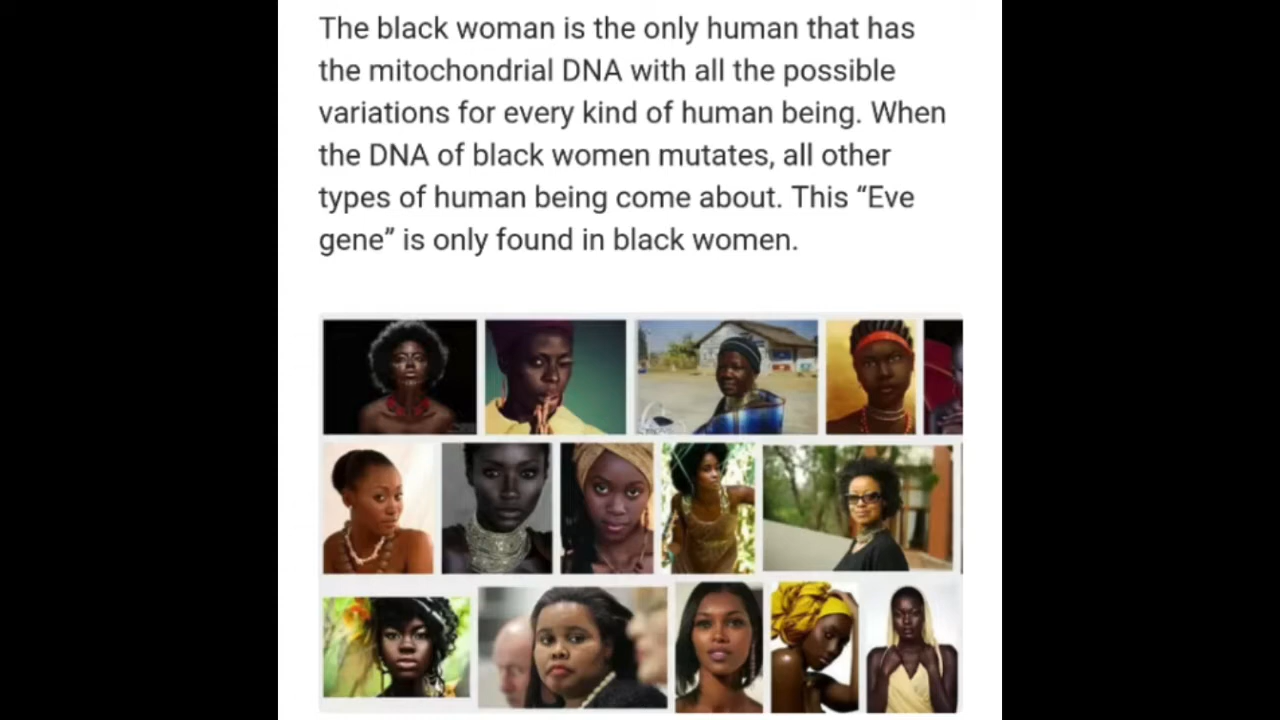 The black woman is the only human that has
the mitochondrial DNA with all the possible
variations for every kind of human being. When
the DNA of black women mutates, all other
types of human being come about. This “Eve
gene” is only found in black women.